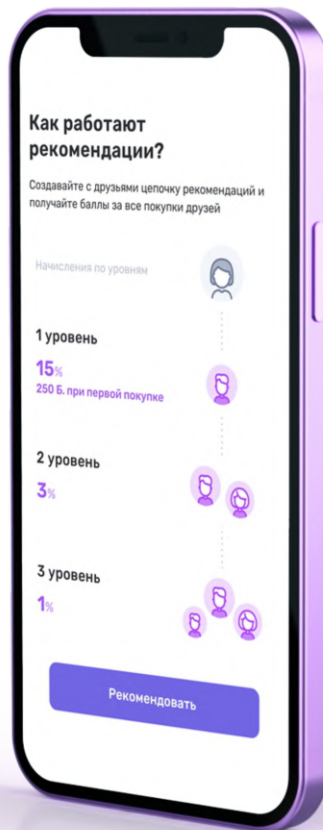 Как работают
рекомендации?
Создавайте с друзьями цепочку рекомендаций и
получайте баллы за все покупки друзей
Начисления по уровням
1 уровень
15%
250 Б. при первой покупке
2 уровень
3%
3 уровень
1%
Рекомендовать